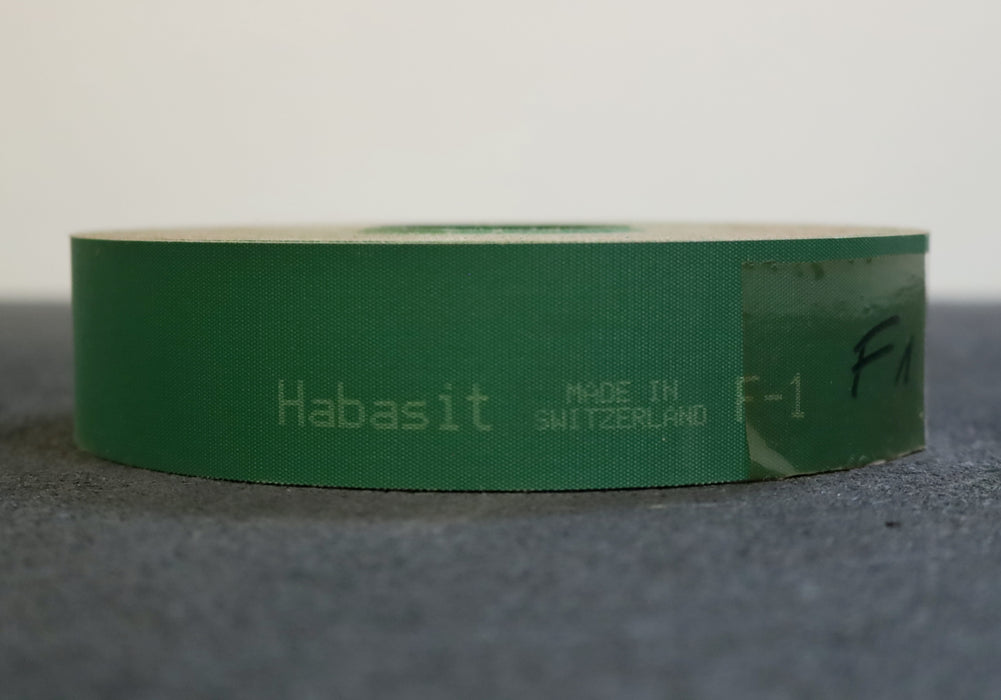 Habasit
MADE IN
SWITZERLAND
F-1
F1